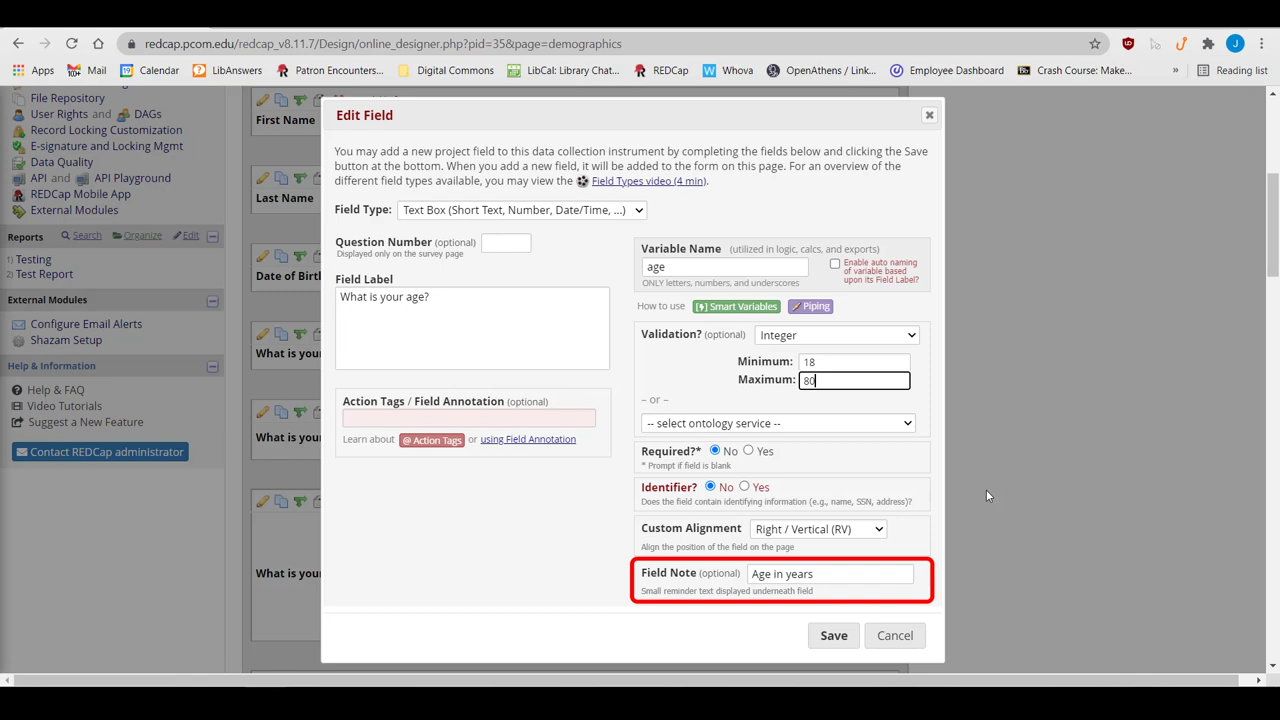 redcap.pcom.edu/redcap_v8.11.7/Design/online_designer.php?pid=35&page=demographics
Apps
Mail
Calendar
LibAnswers
Patron Encounters...
Digital Commons
LibCal: Library Chat...
REDCap
Whova
OpenAthens / Link...
Employee Dashboard
Crash Course: Make...
»
Reading list
File Repository
User Rights and DAGs
Record Locking Customization
E-signature and Locking Mgmt
Data Quality
API and API Playground
REDCap Mobile App
External Modules
Reports Search Organize Edit
1) Testing
2) Test Report
External Modules
Configure Email Alerts
Shazam Setup
Help & Information
Help & FAQ
Video Tutorials
Suggest a New Feature
Contact REDCap administrator
First Name
Last Name
Date of Birth
What is your
What is your
What is your
Edit Field
You may add a new project field to this data collection instrument by completing the fields below and clicking the Save
button at the bottom. When you add a new field, it will be added to the form on this page. For an overview of the
different field types available, you may view the Field Types video (4 min).
Field Type: Text Box (Short Text, Number, Date/Time, ...)
Question Number (optional)
Displayed only on the survey page
Field Label
What is your age?
Action Tags / Field Annotation (optional)
Learn about @ Action Tags or using Field Annotation
Variable Name (utilized in logic, calcs, and exports)
age
ONLY letters, numbers, and underscores
Enable auto naming
of variable based
upon its Field Label?
How to use [⚡] Smart Variables Piping
Validation? (optional) Integer
Minimum: 18
Maximum: 80
– or –
-- select ontology service --
Required?* No Yes
* Prompt if field is blank
Identifier? No Yes
Does the field contain identifying information (e.g., name, SSN, address)?
Custom Alignment Right / Vertical (RV)
Align the position of the field on the page
Field Note (optional) Age in years
Small reminder text displayed underneath field
Save Cancel